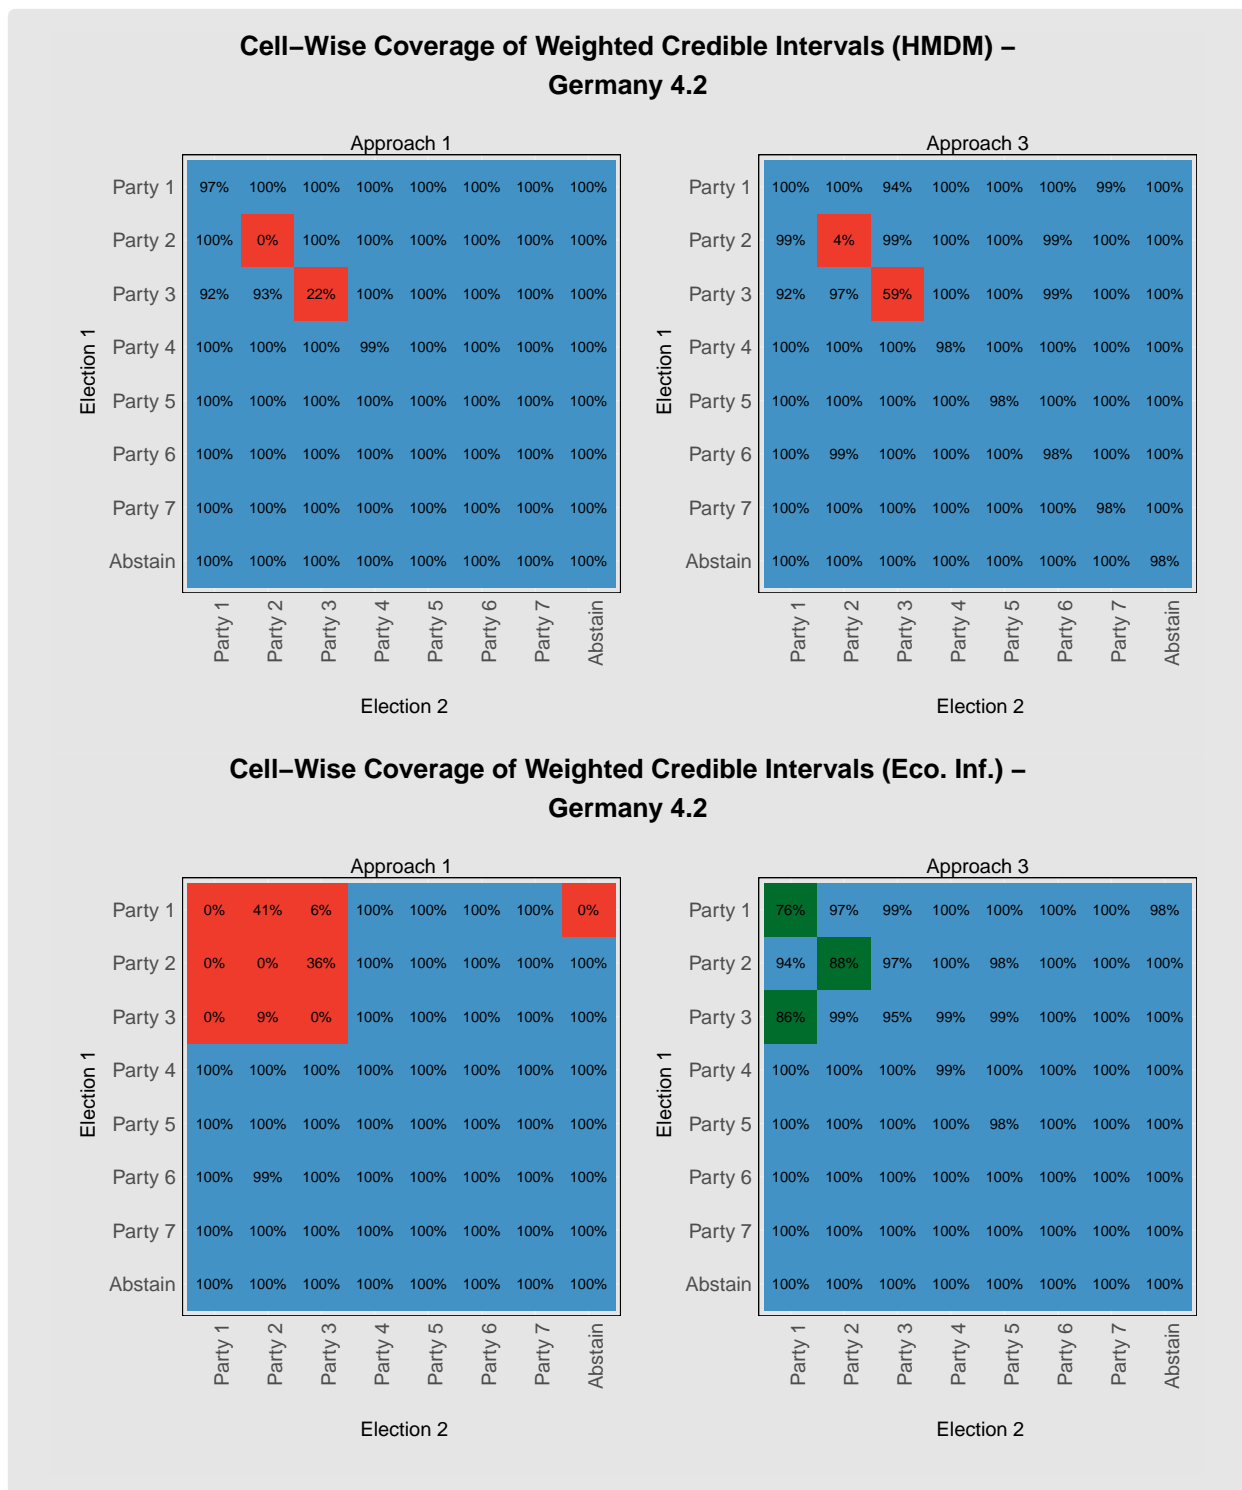 Cell–Wise Coverage of Weighted Credible Intervals (HMDM) –
Germany 4.2
Approach 1
Election 1
Party 1 97% 100% 100% 100% 100% 100% 100% 100%
Party 2 100% 0% 100% 100% 100% 100% 100% 100%
Party 3 92% 93% 22% 100% 100% 100% 100% 100%
Party 4 100% 100% 100% 99% 100% 100% 100% 100%
Party 5 100% 100% 100% 100% 100% 100% 100% 100%
Party 6 100% 100% 100% 100% 100% 100% 100% 100%
Party 7 100% 100% 100% 100% 100% 100% 100% 100%
Abstain 100% 100% 100% 100% 100% 100% 100% 100%
Party 1 Party 2 Party 3 Party 4 Party 5 Party 6 Party 7 Abstain
Election 2
Approach 3
Election 1
Party 1 100% 100% 94% 100% 100% 100% 99% 100%
Party 2 99% 4% 99% 100% 100% 99% 100% 100%
Party 3 92% 97% 59% 100% 100% 99% 100% 100%
Party 4 100% 100% 100% 98% 100% 100% 100% 100%
Party 5 100% 100% 100% 100% 98% 100% 100% 100%
Party 6 100% 99% 100% 100% 100% 98% 100% 100%
Party 7 100% 100% 100% 100% 100% 100% 98% 100%
Abstain 100% 100% 100% 100% 100% 100% 100% 98%
Party 1 Party 2 Party 3 Party 4 Party 5 Party 6 Party 7 Abstain
Election 2
Cell–Wise Coverage of Weighted Credible Intervals (Eco. Inf.) –
Germany 4.2
Approach 1
Election 1
Party 1 0% 41% 6% 100% 100% 100% 100% 0%
Party 2 0% 0% 36% 100% 100% 100% 100% 100%
Party 3 0% 9% 0% 100% 100% 100% 100% 100%
Party 4 100% 100% 100% 100% 100% 100% 100% 100%
Party 5 100% 100% 100% 100% 100% 100% 100% 100%
Party 6 100% 99% 100% 100% 100% 100% 100% 100%
Party 7 100% 100% 100% 100% 100% 100% 100% 100%
Abstain 100% 100% 100% 100% 100% 100% 100% 100%
Party 1 Party 2 Party 3 Party 4 Party 5 Party 6 Party 7 Abstain
Election 2
Approach 3
Election 1
Party 1 76% 97% 99% 100% 100% 100% 100% 98%
Party 2 94% 88% 97% 100% 98% 100% 100% 100%
Party 3 86% 99% 95% 99% 99% 100% 100% 100%
Party 4 100% 100% 100% 99% 100% 100% 100% 100%
Party 5 100% 100% 100% 100% 98% 100% 100% 100%
Party 6 100% 100% 100% 100% 100% 100% 100% 100%
Party 7 100% 100% 100% 100% 100% 100% 100% 100%
Abstain 100% 100% 100% 100% 100% 100% 100% 100%
Party 1 Party 2 Party 3 Party 4 Party 5 Party 6 Party 7 Abstain
Election 2